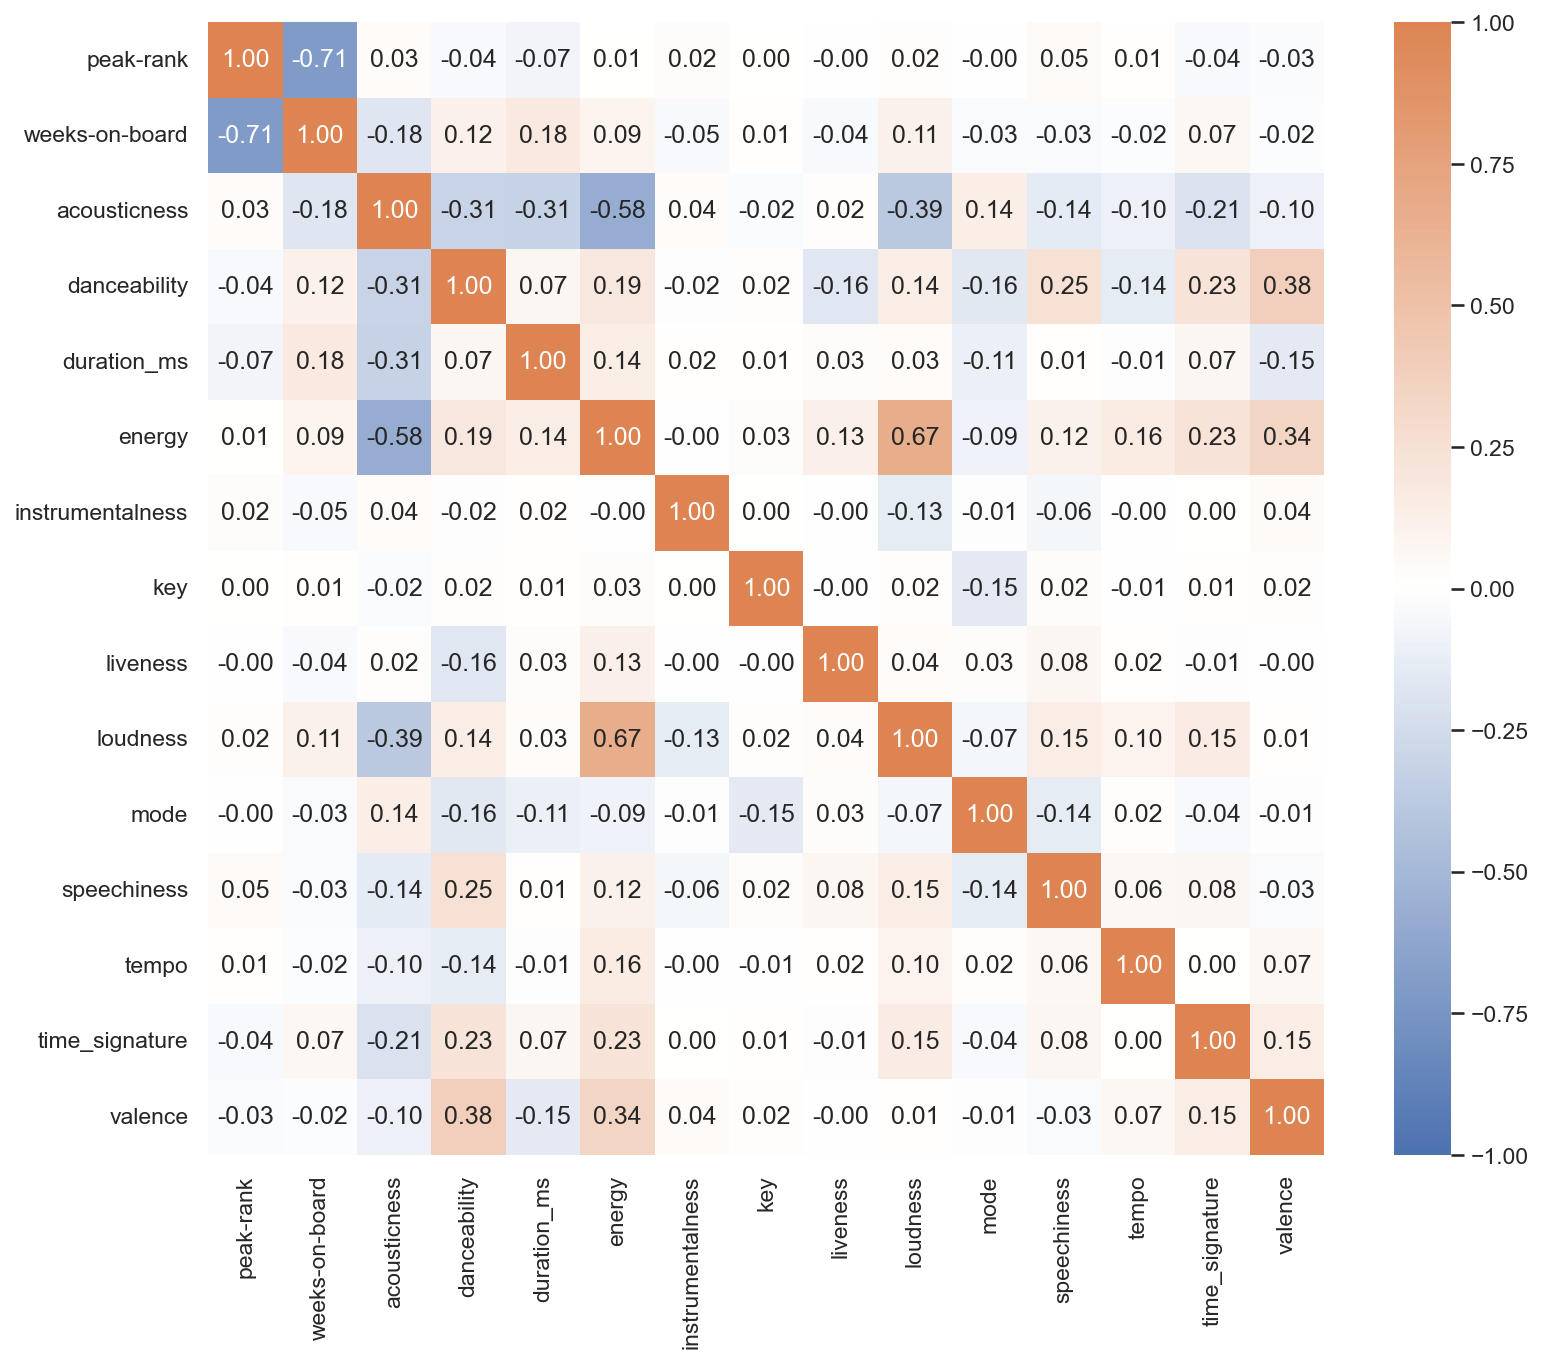 peak-rank 1.00 -0.71 0.03 -0.04 -0.07 0.01 0.02 0.00 -0.00 0.02 -0.00 0.05 0.01 -0.04 -0.03
weeks-on-board -0.71 1.00 -0.18 0.12 0.18 0.09 -0.05 0.01 -0.04 0.11 -0.03 -0.03 -0.02 0.07 -0.02
acousticness 0.03 -0.18 1.00 -0.31 -0.31 -0.58 0.04 -0.02 0.02 -0.39 0.14 -0.14 -0.10 -0.21 -0.10
danceability -0.04 0.12 -0.31 1.00 0.07 0.19 -0.02 0.02 -0.16 0.14 -0.16 0.25 -0.14 0.23 0.38
duration_ms -0.07 0.18 -0.31 0.07 1.00 0.14 0.02 0.01 0.03 0.03 -0.11 0.01 -0.01 0.07 -0.15
energy 0.01 0.09 -0.58 0.19 0.14 1.00 -0.00 0.03 0.13 0.67 -0.09 0.12 0.16 0.23 0.34
instrumentalness 0.02 -0.05 0.04 -0.02 0.02 -0.00 1.00 0.00 -0.00 -0.13 -0.01 -0.06 -0.00 0.00 0.04
key 0.00 0.01 -0.02 0.02 0.01 0.03 0.00 1.00 -0.00 0.02 -0.15 0.02 -0.01 0.01 0.02
liveness -0.00 -0.04 0.02 -0.16 0.03 0.13 -0.00 -0.00 1.00 0.04 0.03 0.08 0.02 -0.01 -0.00
loudness 0.02 0.11 -0.39 0.14 0.03 0.67 -0.13 0.02 0.04 1.00 -0.07 0.15 0.10 0.15 0.01
mode -0.00 -0.03 0.14 -0.16 -0.11 -0.09 -0.01 -0.15 0.03 -0.07 1.00 -0.14 0.02 -0.04 -0.01
speechiness 0.05 -0.03 -0.14 0.25 0.01 0.12 -0.06 0.02 0.08 0.15 -0.14 1.00 0.06 0.08 -0.03
tempo 0.01 -0.02 -0.10 -0.14 -0.01 0.16 -0.00 -0.01 0.02 0.10 0.02 0.06 1.00 0.00 0.07
time_signature -0.04 0.07 -0.21 0.23 0.07 0.23 0.00 0.01 -0.01 0.15 -0.04 0.08 0.00 1.00 0.15
valence -0.03 -0.02 -0.10 0.38 -0.15 0.34 0.04 0.02 -0.00 0.01 -0.01 -0.03 0.07 0.15 1.00
peak-rank
weeks-on-board
acousticness
danceability
duration_ms
energy
instrumentalness
key
liveness
loudness
mode
speechiness
tempo
time_signature
valence
1.00
0.75
0.50
0.25
0.00
−0.25
−0.50
−0.75
−1.00